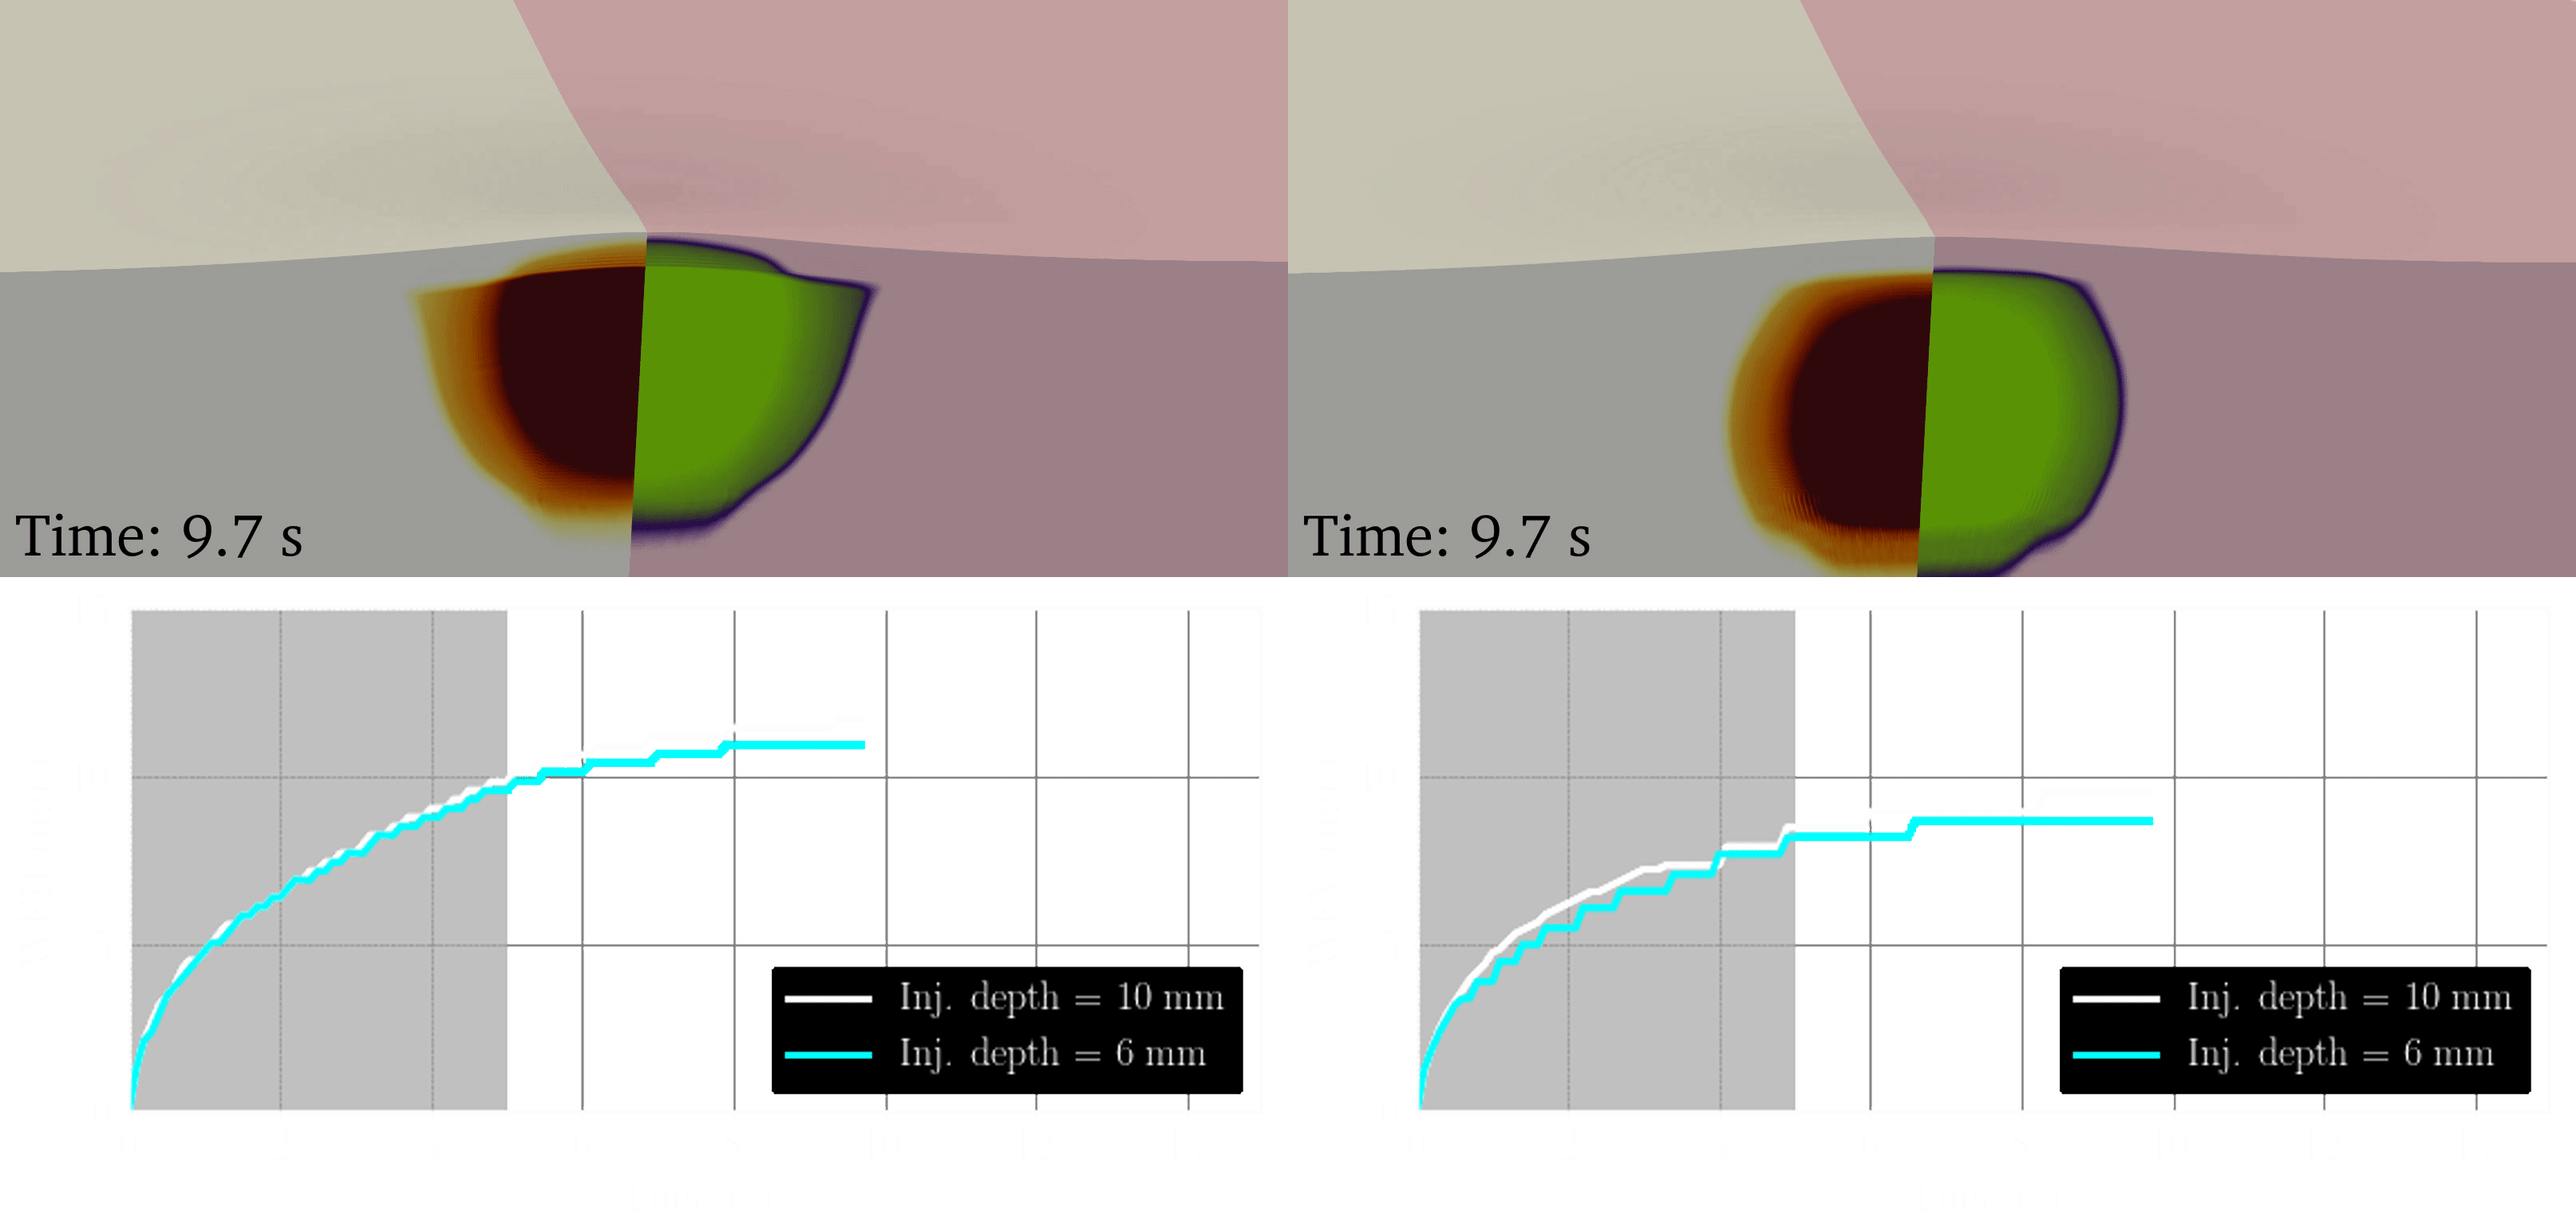 Time: 9.7 s
Time: 9.7 s
Inj. depth = 10 mm
Inj. depth = 6 mm
Inj. depth = 10 mm
Inj. depth = 6 mm